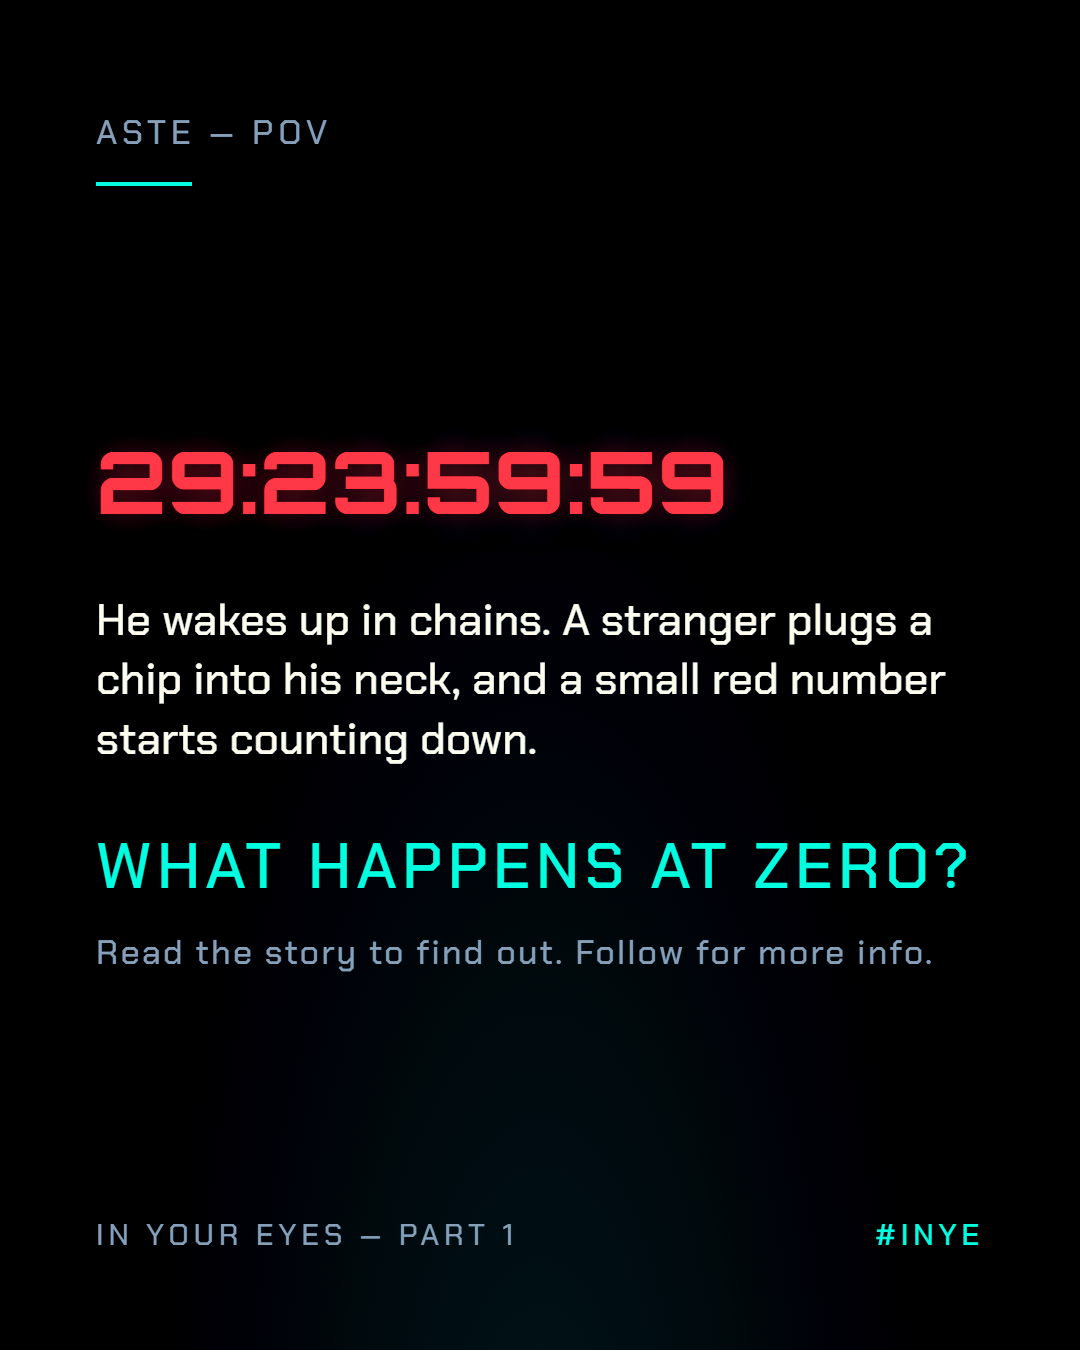 ASTE — POV
29:23:59:59
He wakes up in chains. A stranger plugs a
chip into his neck, and a small red number
starts counting down.
WHAT HAPPENS AT ZERO?
Read the story to find out. Follow for more info.
IN YOUR EYES — PART 1
#INYE